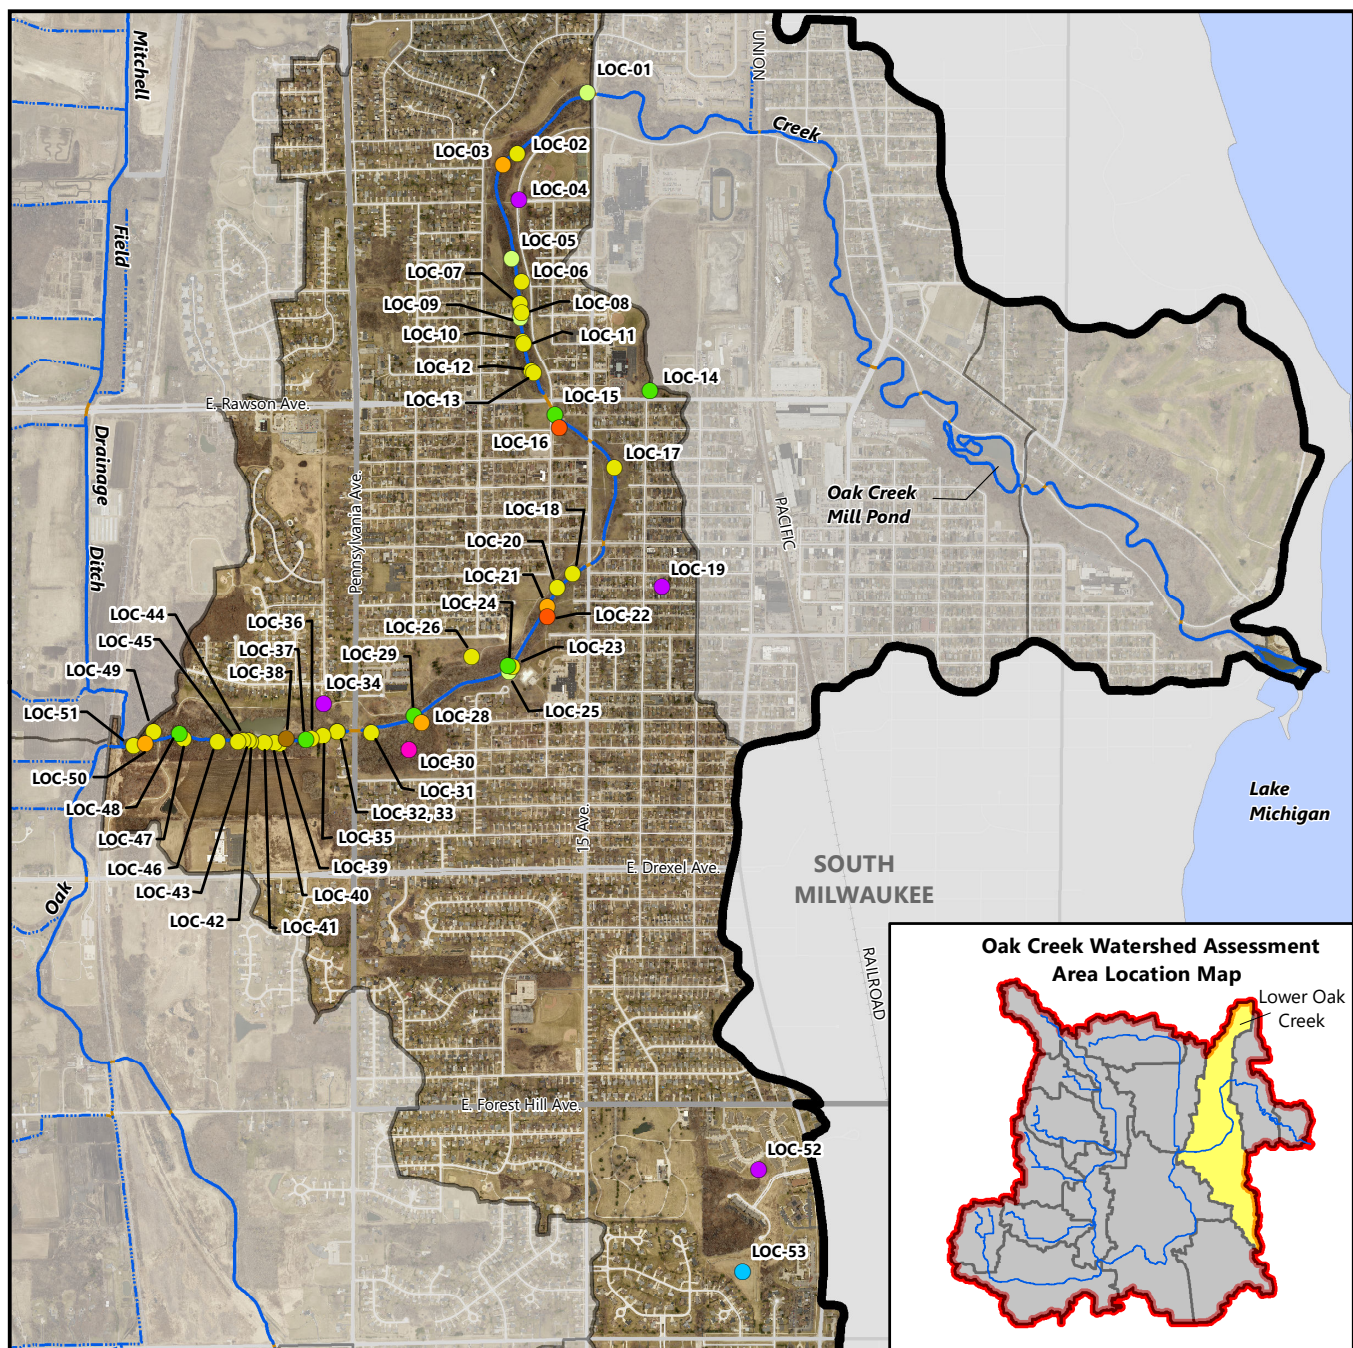 Mitchell
Field
Drainage
Ditch
UNION
Creek
LOC-01
LOC-02
LOC-03
LOC-04
LOC-05
LOC-06
LOC-07
LOC-08
LOC-09
LOC-10
LOC-11
LOC-12
LOC-13
LOC-14
E. Rawson Ave.
LOC-15
LOC-16
LOC-17
Pennsylvania Ave.
PACIFIC
Oak Creek
Mill Pond
LOC-18
LOC-20
LOC-21
LOC-19
LOC-24
LOC-22
LOC-26
LOC-23
LOC-25
LOC-44
LOC-36
LOC-45
LOC-37
LOC-29
LOC-49
LOC-38
LOC-34
LOC-51
LOC-28
LOC-30
LOC-50
LOC-31
LOC-48
LOC-32, 33
LOC-47
LOC-35
LOC-46
LOC-39
LOC-43
LOC-40
LOC-42
LOC-41
15 Ave.
E. Drexel Ave.
Oak
SOUTH
MILWAUKEE
Lake
Michigan
RAILROAD
E. Forest Hill Ave.
LOC-52
LOC-53
Oak Creek Watershed Assessment
Area Location Map
Lower Oak
Creek